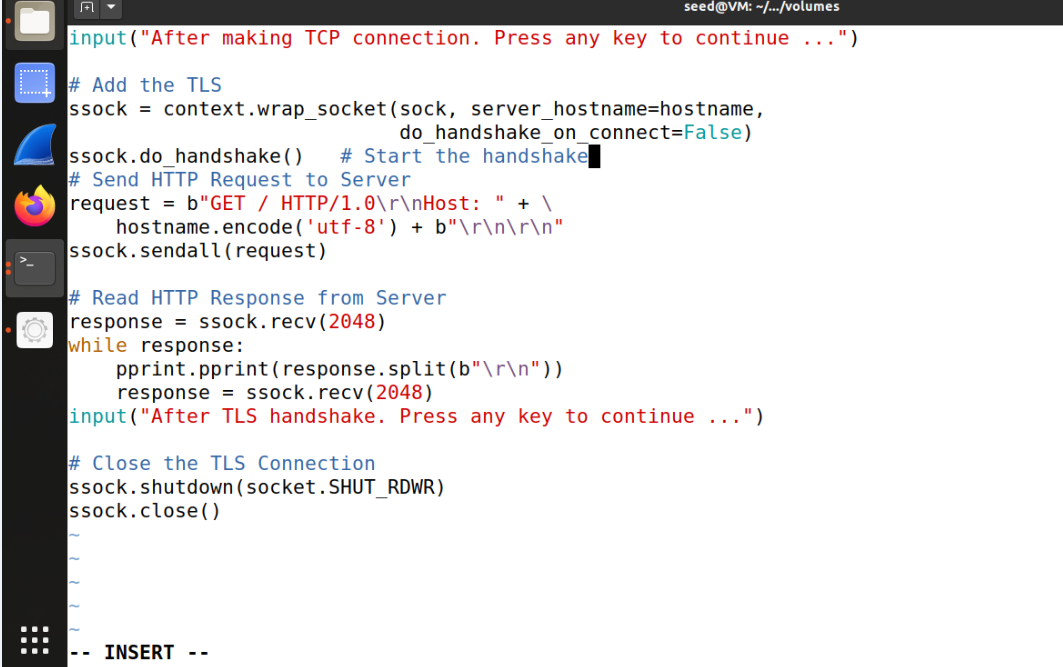 seed@VM: ~/.../volumes
input("After making TCP connection. Press any key to continue ...")

# Add the TLS
ssock = context.wrap_socket(sock, server_hostname=hostname,
                            do_handshake_on_connect=False)
ssock.do_handshake()   # Start the handshake
# Send HTTP Request to Server
request = b"GET / HTTP/1.0\r\nHost: " + \
    hostname.encode('utf-8') + b"\r\n\r\n"
ssock.sendall(request)

# Read HTTP Response from Server
response = ssock.recv(2048)
while response:
    pprint.pprint(response.split(b"\r\n"))
    response = ssock.recv(2048)
input("After TLS handshake. Press any key to continue ...")

# Close the TLS Connection
ssock.shutdown(socket.SHUT_RDWR)
ssock.close()
~
~
~
~
~
-- INSERT --